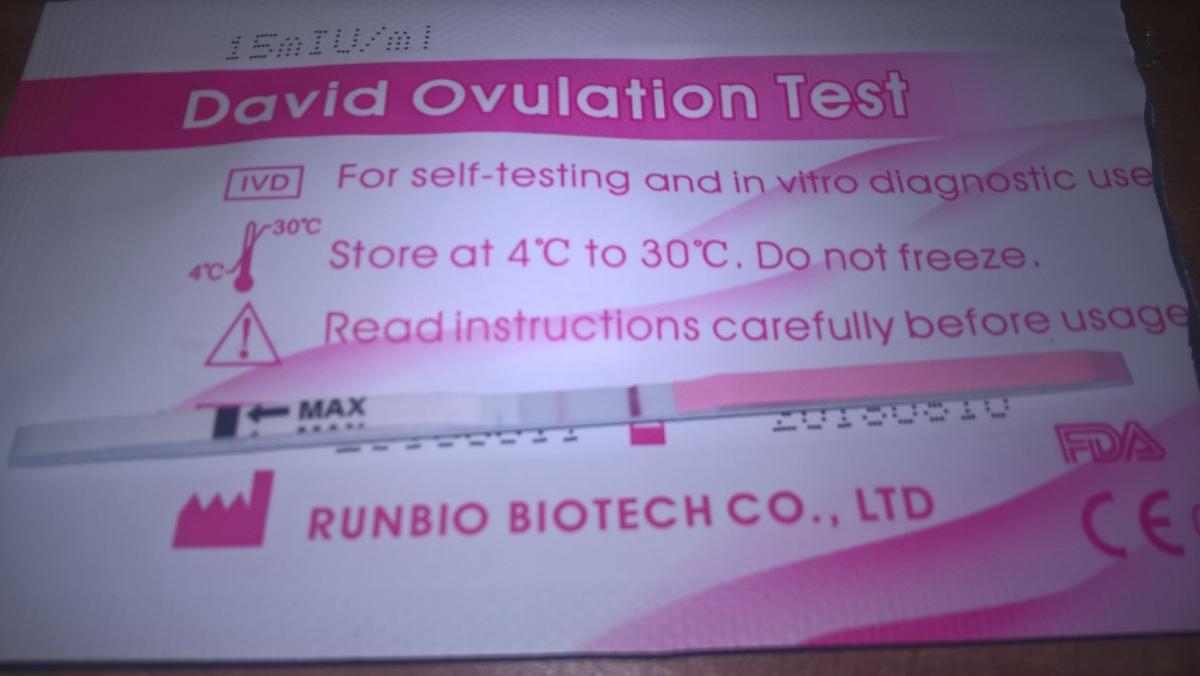 15mIU/ml
David Ovulation Test
IVD For self-testing and in vitro diagnostic use
30°C
4°C
Store at 4°C to 30°C. Do not freeze.
Read instructions carefully before usage
MAX
FDA
RUNBIO BIOTECH CO., LTD
CE